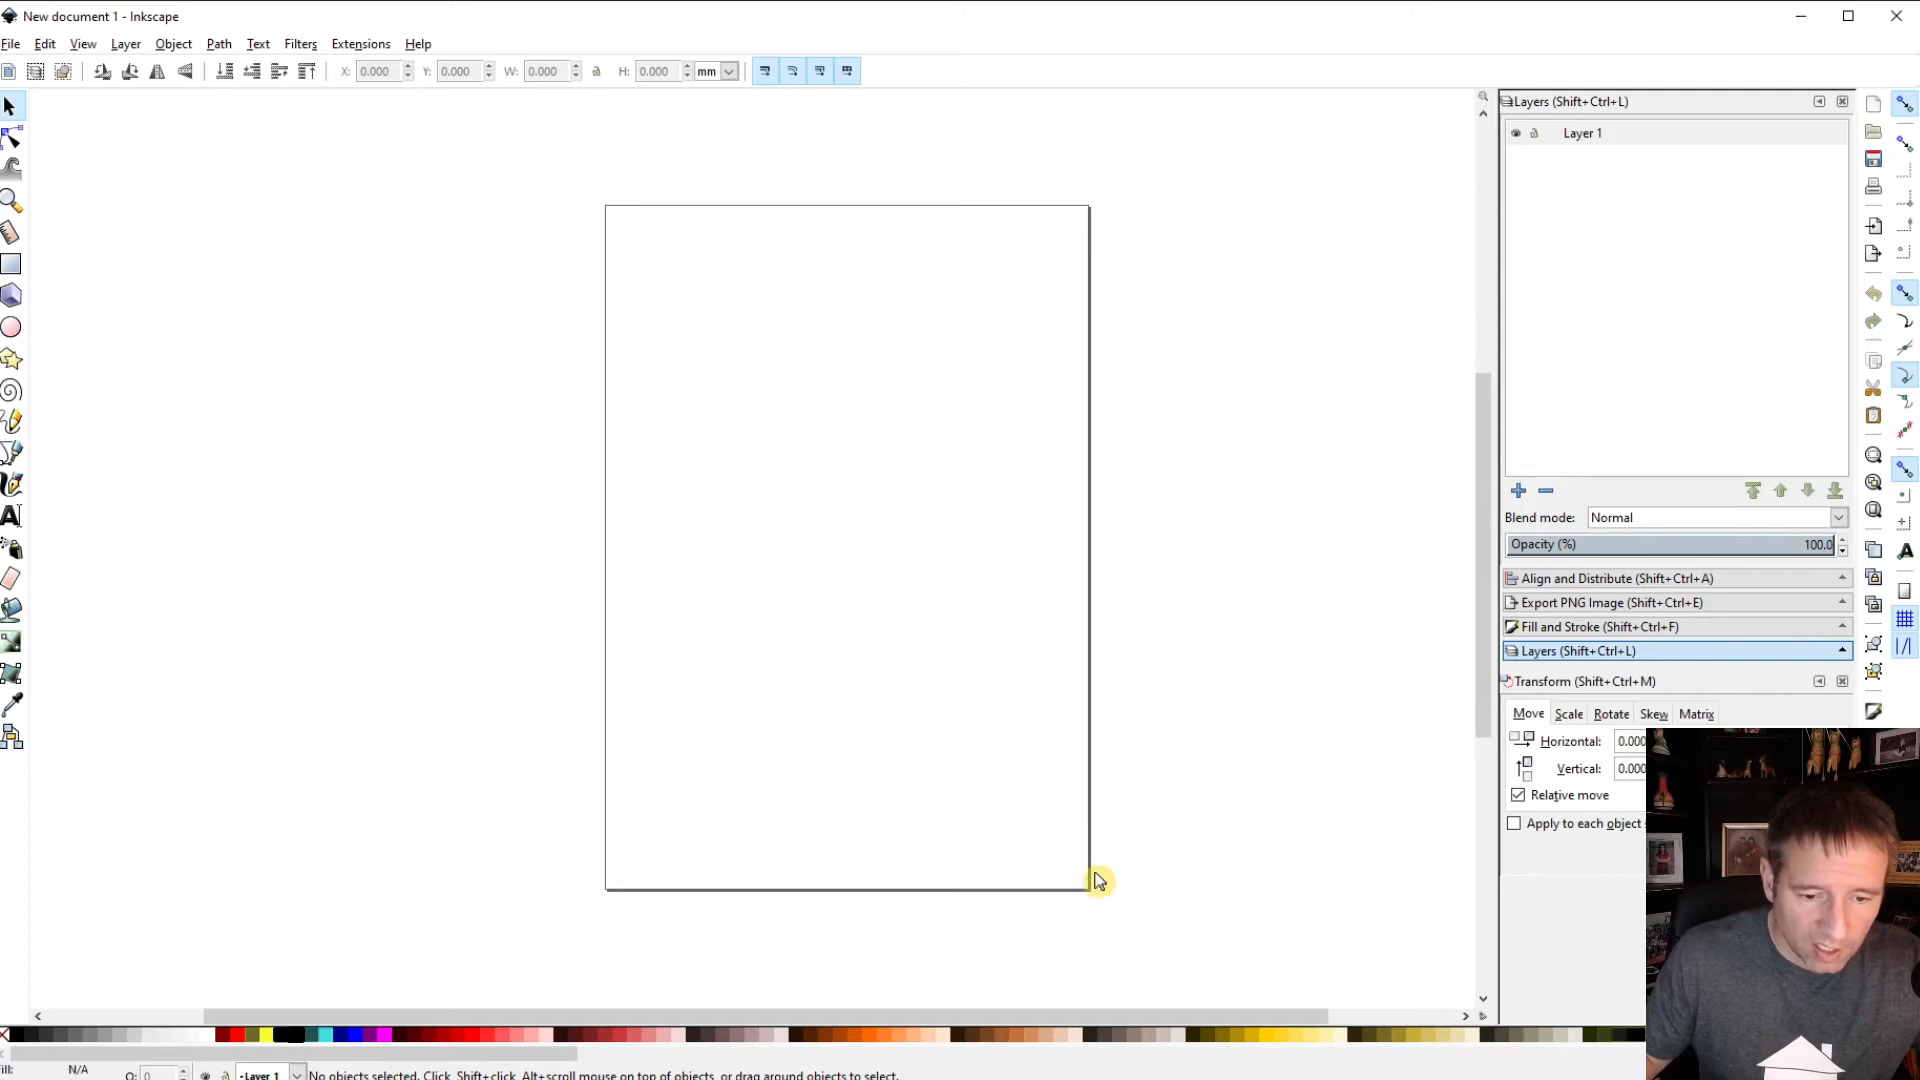 New document 1 - Inkscape
File Edit View Layer Object Path Text Filters Extensions Help
X: 0.000 Y: 0.000 W: 0.000 H: 0.000 mm
Layers (Shift+Ctrl+L)
Layer 1
Blend mode: Normal
Opacity (%) 100.0
Align and Distribute (Shift+Ctrl+A)
Export PNG Image (Shift+Ctrl+E)
Fill and Stroke (Shift+Ctrl+F)
Layers (Shift+Ctrl+L)
Transform (Shift+Ctrl+M)
Move Scale Rotate Skew Matrix
Horizontal: 0.000
Vertical: 0.000
Relative move
Apply to each object
Fill: N/A O: 0 •Layer 1 No objects selected. Click, Shift+click, Alt+scroll mouse on top of objects, or drag around objects to select.